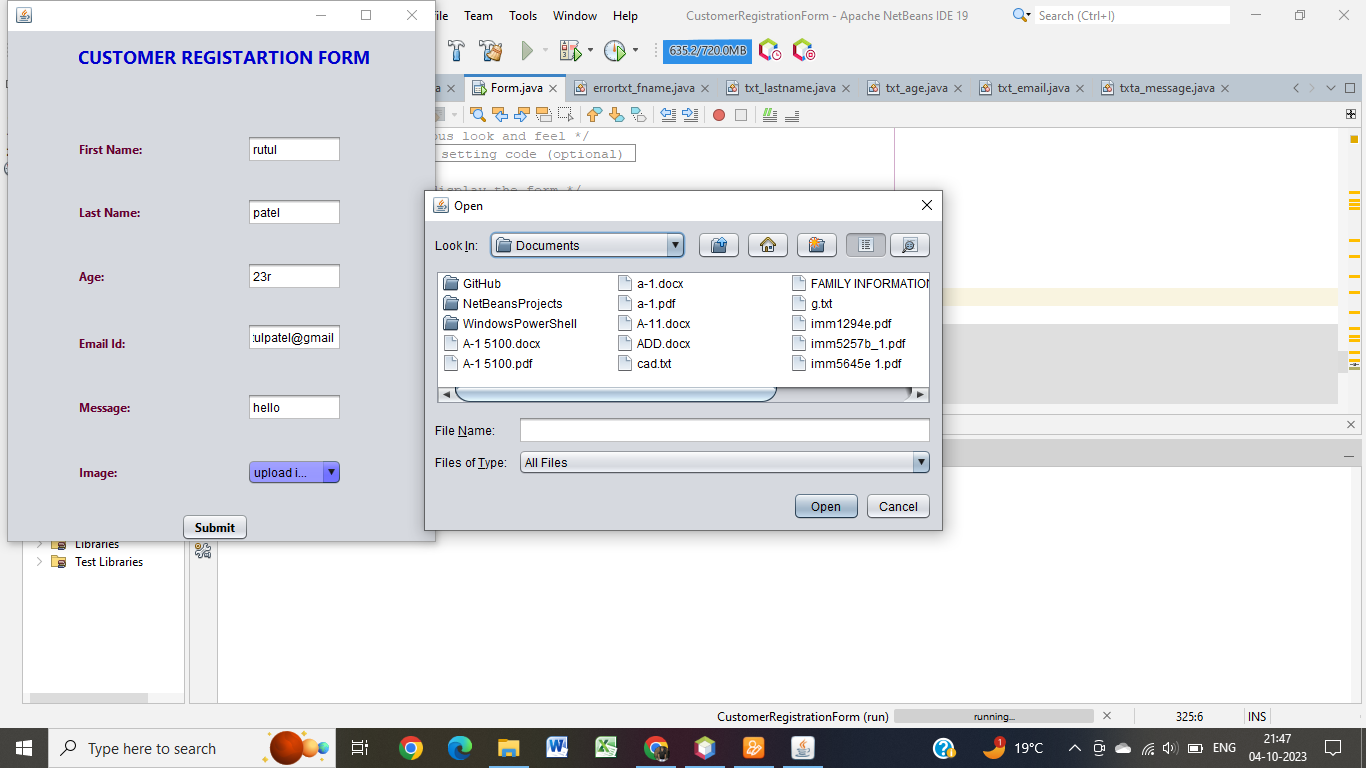 File Team Tools Window Help
CustomerRegistrationForm - Apache NetBeans IDE 19
Search (Ctrl+I)
635.2/720.0MB
Form.java
errortxt_fname.java
txt_lastname.java
txt_age.java
txt_email.java
txta_message.java
look and feel */
setting code (optional)
display the form */
CUSTOMER REGISTARTION FORM
First Name:
rutul
Last Name:
patel
Age:
23r
Email Id:
ulpatel@gmail
Message:
hello
Image:
upload i...
Submit
Open
Look In:
Documents
GitHub
NetBeansProjects
WindowsPowerShell
A-1 5100.docx
A-1 5100.pdf
a-1.docx
a-1.pdf
A-11.docx
ADD.docx
cad.txt
FAMILY INFORMATION
g.txt
imm1294e.pdf
imm5257b_1.pdf
imm5645e 1.pdf
File Name:
Files of Type:
All Files
Open
Cancel
Libraries
Test Libraries
CustomerRegistrationForm (run)
running...
325:6
INS
Type here to search
1
19°C
ENG
21:47
04-10-2023